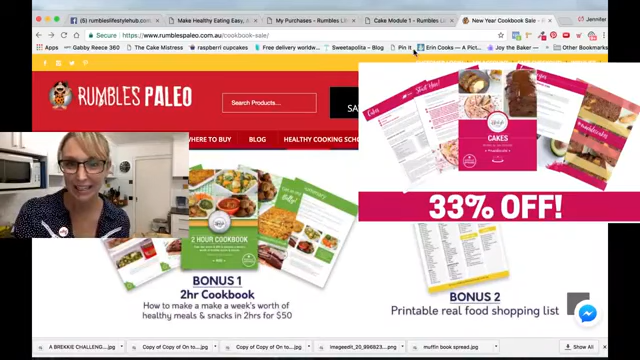 rumbleslifestylehub.com
Make Healthy Eating Easy, A
My Purchases - Rumbles Li
Cake Module 1 - Rumbles Lo
New Year Cookbook Sale -
Jennifer
Secure
https://www.rumblespaleo.com.au/cookbook-sale/
Apps
Gabby Reece 360
The Cake Mistress
raspberri cupcakes
Free delivery worldw...
Sweetapolita – Blog
Pin It
Erin Cooks — A Pict...
Joy the Baker —
Other Bookmarks
RUMBLES PALEO
Search Products...
WHERE TO BUY
BLOG
HEALTHY COOKING SCHO
CAKES
33% OFF!
2 HOUR COOKBOOK
BONUS 1
2hr Cookbook
How to make a make a week's worth of
healthy meals & snacks in 2hrs for $50
BONUS 2
Printable real food shopping list
A BREKKIE CHALLENG....jpg
Copy of Copy of On to....jpg
Copy of Copy of On to....jpg
imageedit_20_996823....png
muffin book spread.jpg
Show All